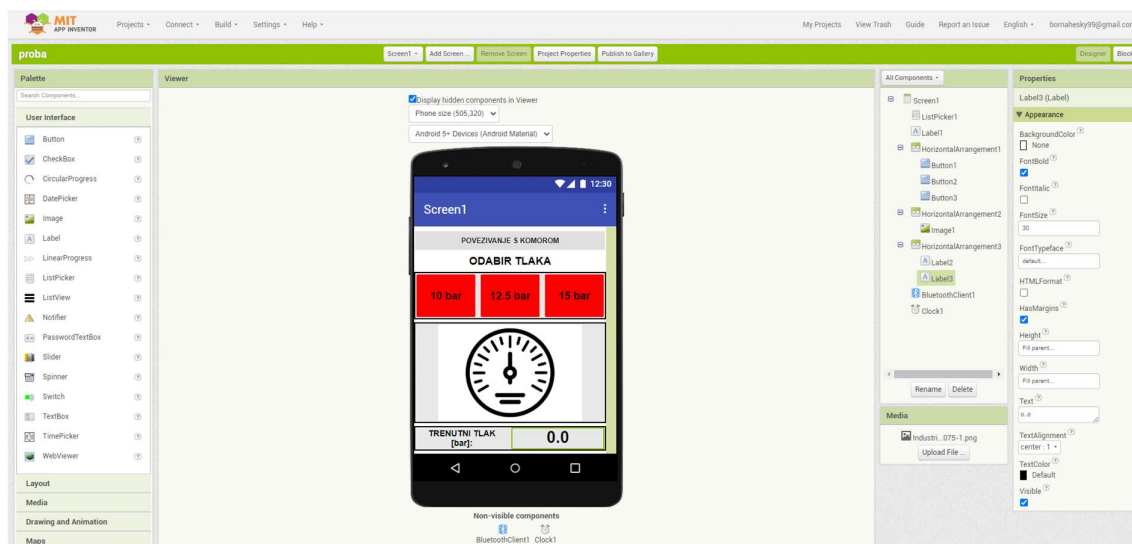 MIT
APP INVENTOR
Projects Connect Build Settings Help
My Projects View Trash Guide Report an Issue English bornahesky99@gmail.com
proba
Screen1 Add Screen ... Remove Screen Project Properties Publish to Gallery
Designer Block
Palette
Search Components...
User Interface
Button
CheckBox
CircularProgress
DatePicker
Image
Label
LinearProgress
ListPicker
ListView
Notifier
PasswordTextBox
Slider
Spinner
Switch
TextBox
TimePicker
WebViewer
Layout
Media
Drawing and Animation
Maps
Viewer
Display hidden components in Viewer
Phone size (505,320)
Android 5+ Devices (Android Material)
12:30
Screen1
POVEZIVANJE S KOMOROM
ODABIR TLAKA
10 bar 12.5 bar 15 bar
TRENUTNI TLAK
[bar]:
0.0
Non-visible components
BluetoothClient1 Clock1
All Components
Screen1
ListPicker1
Label1
HorizontalArrangement1
Button1
Button2
Button3
HorizontalArrangement2
Image1
HorizontalArrangement3
Label2
Label3
BluetoothClient1
Clock1
Rename Delete
Media
Industri...075-1.png
Upload File ...
Properties
Label3 (Label)
Appearance
BackgroundColor
None
FontBold
FontItalic
FontSize
30
FontTypeface
default...
HTMLFormat
HasMargins
Height
Fill parent...
Width
Fill parent...
Text
0.0
TextAlignment
center : 1
TextColor
Default
Visible